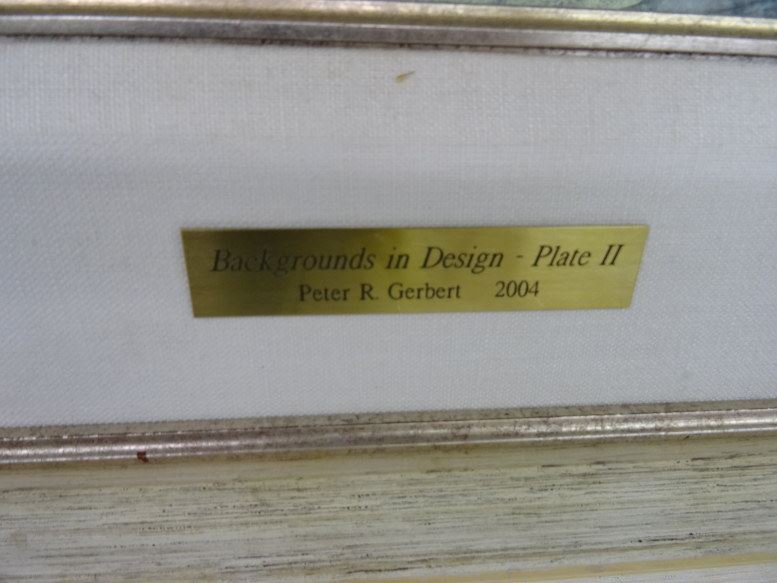 Backgrounds in Design - Plate II
Peter R. Gerbert 2004